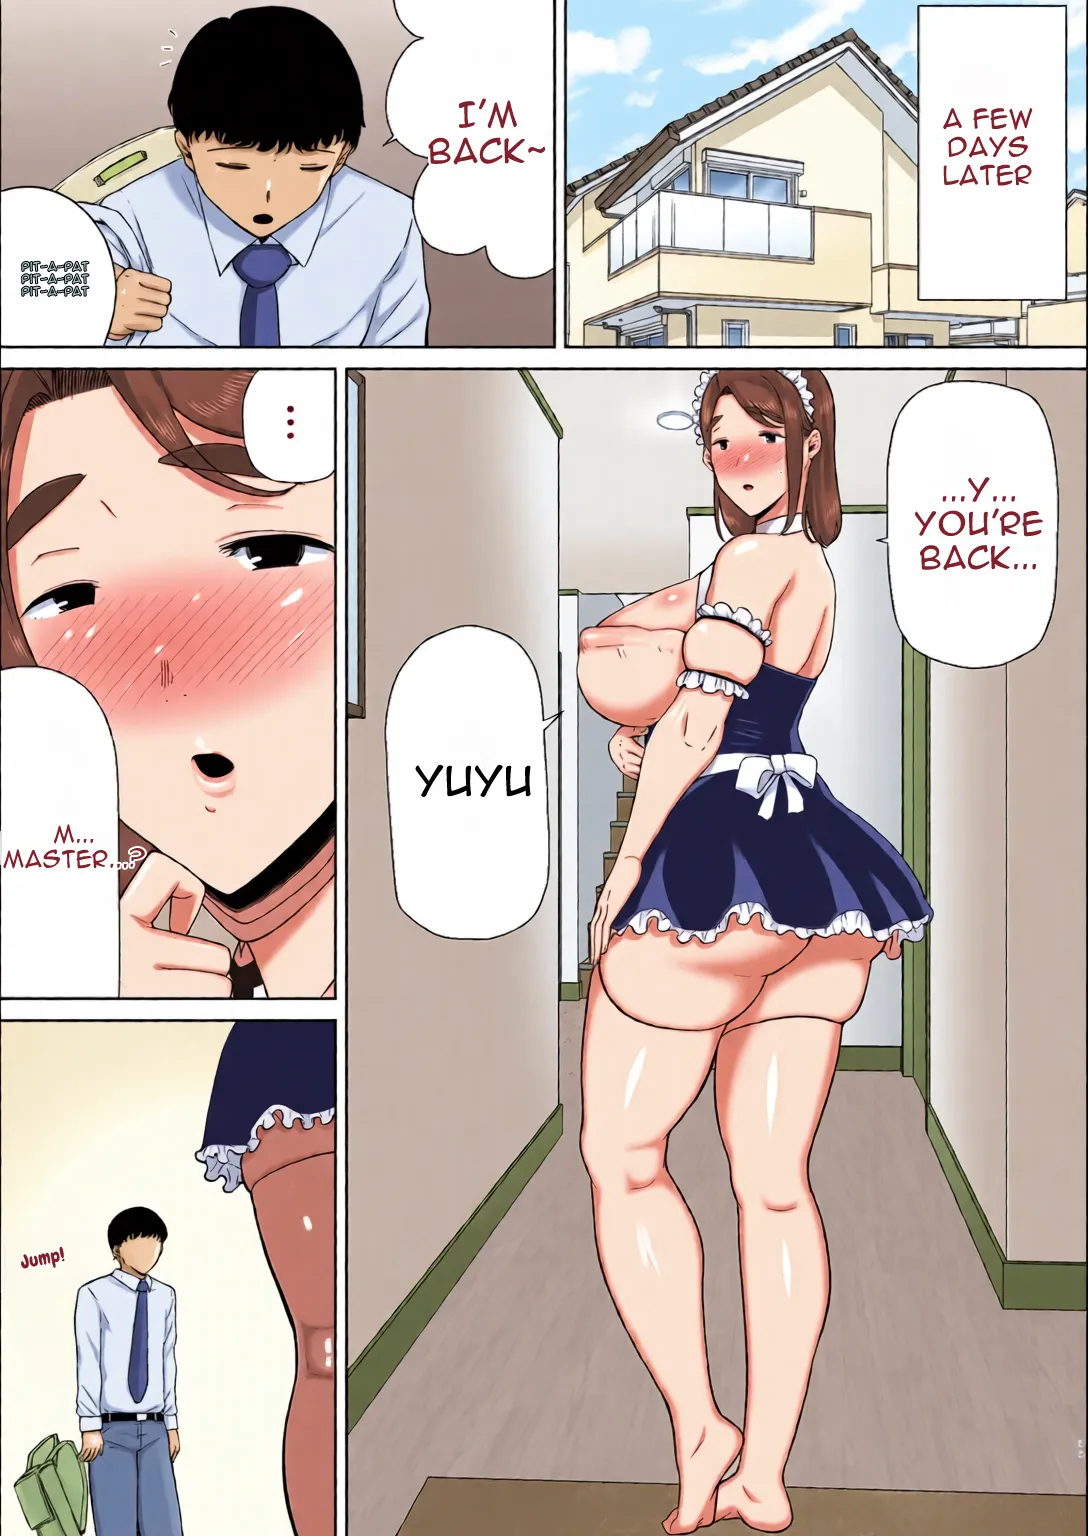 A FEW
DAYS
LATER
I'M
BACK~
PIT-A-PAT
PIT-A-PAT
PIT-A-PAT
...Y...
YOU'RE
BACK...
YUYU
M...
MASTER...?
Jump!